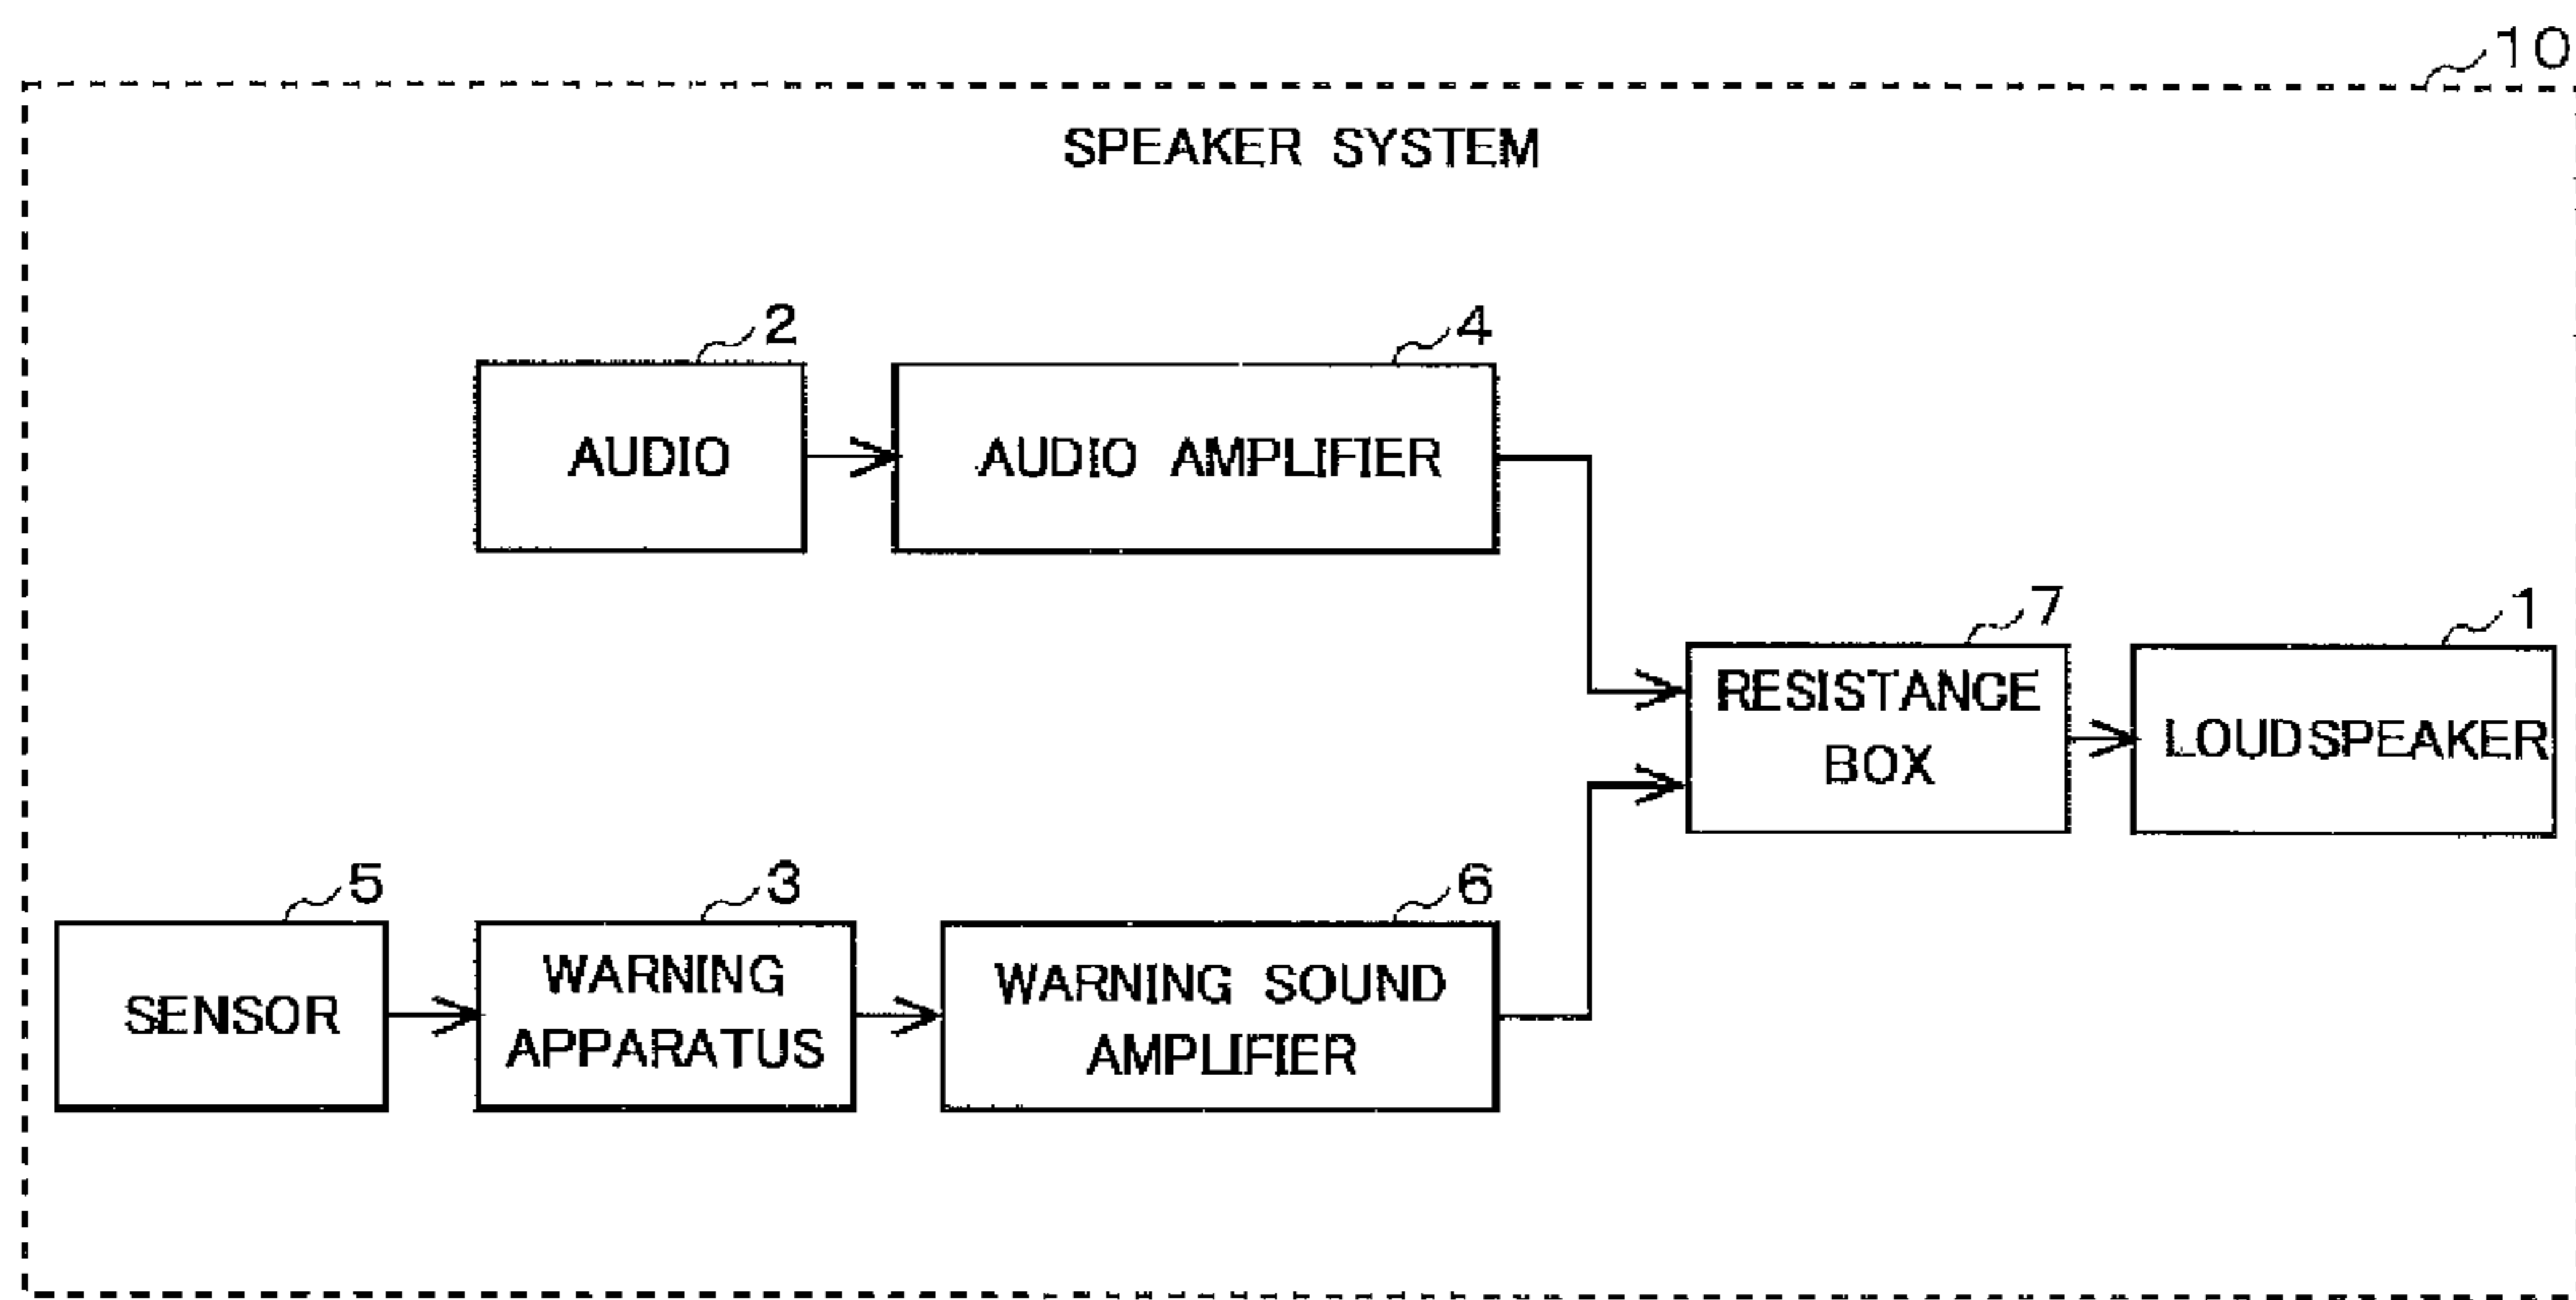 10
SPEAKER SYSTEM
2
4
AUDIO
AUDIO AMPLIFIER
7
1
RESISTANCE
BOX
LOUDSPEAKER
5
3
6
SENSOR
WARNING
APPARATUS
WARNING SOUND
AMPLIFIER